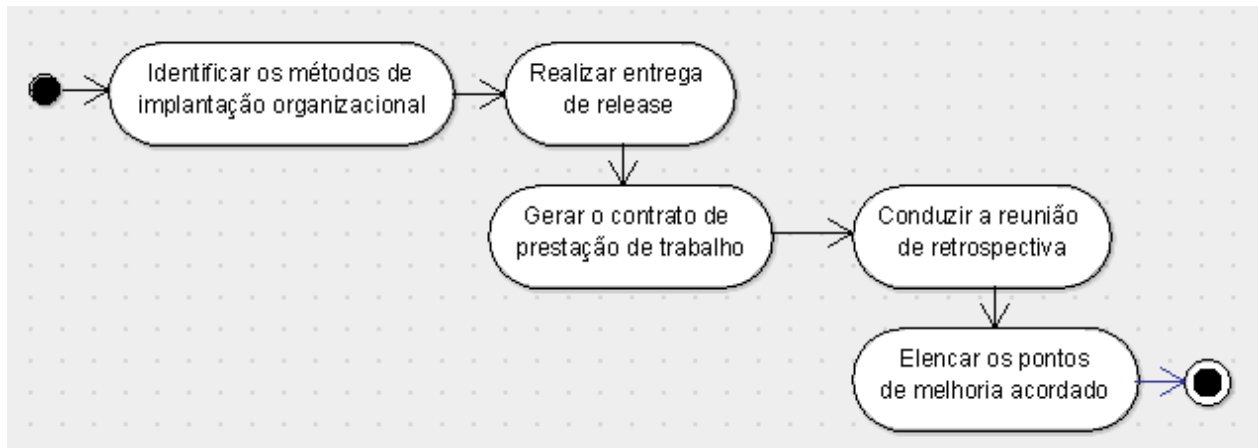 Identificar os métodos de
implantação organizacional
Realizar entrega
de release
Gerar o contrato de
prestação de trabalho
Conduzir a reunião
de retrospectiva
Elencar os pontos
de melhoria acordado